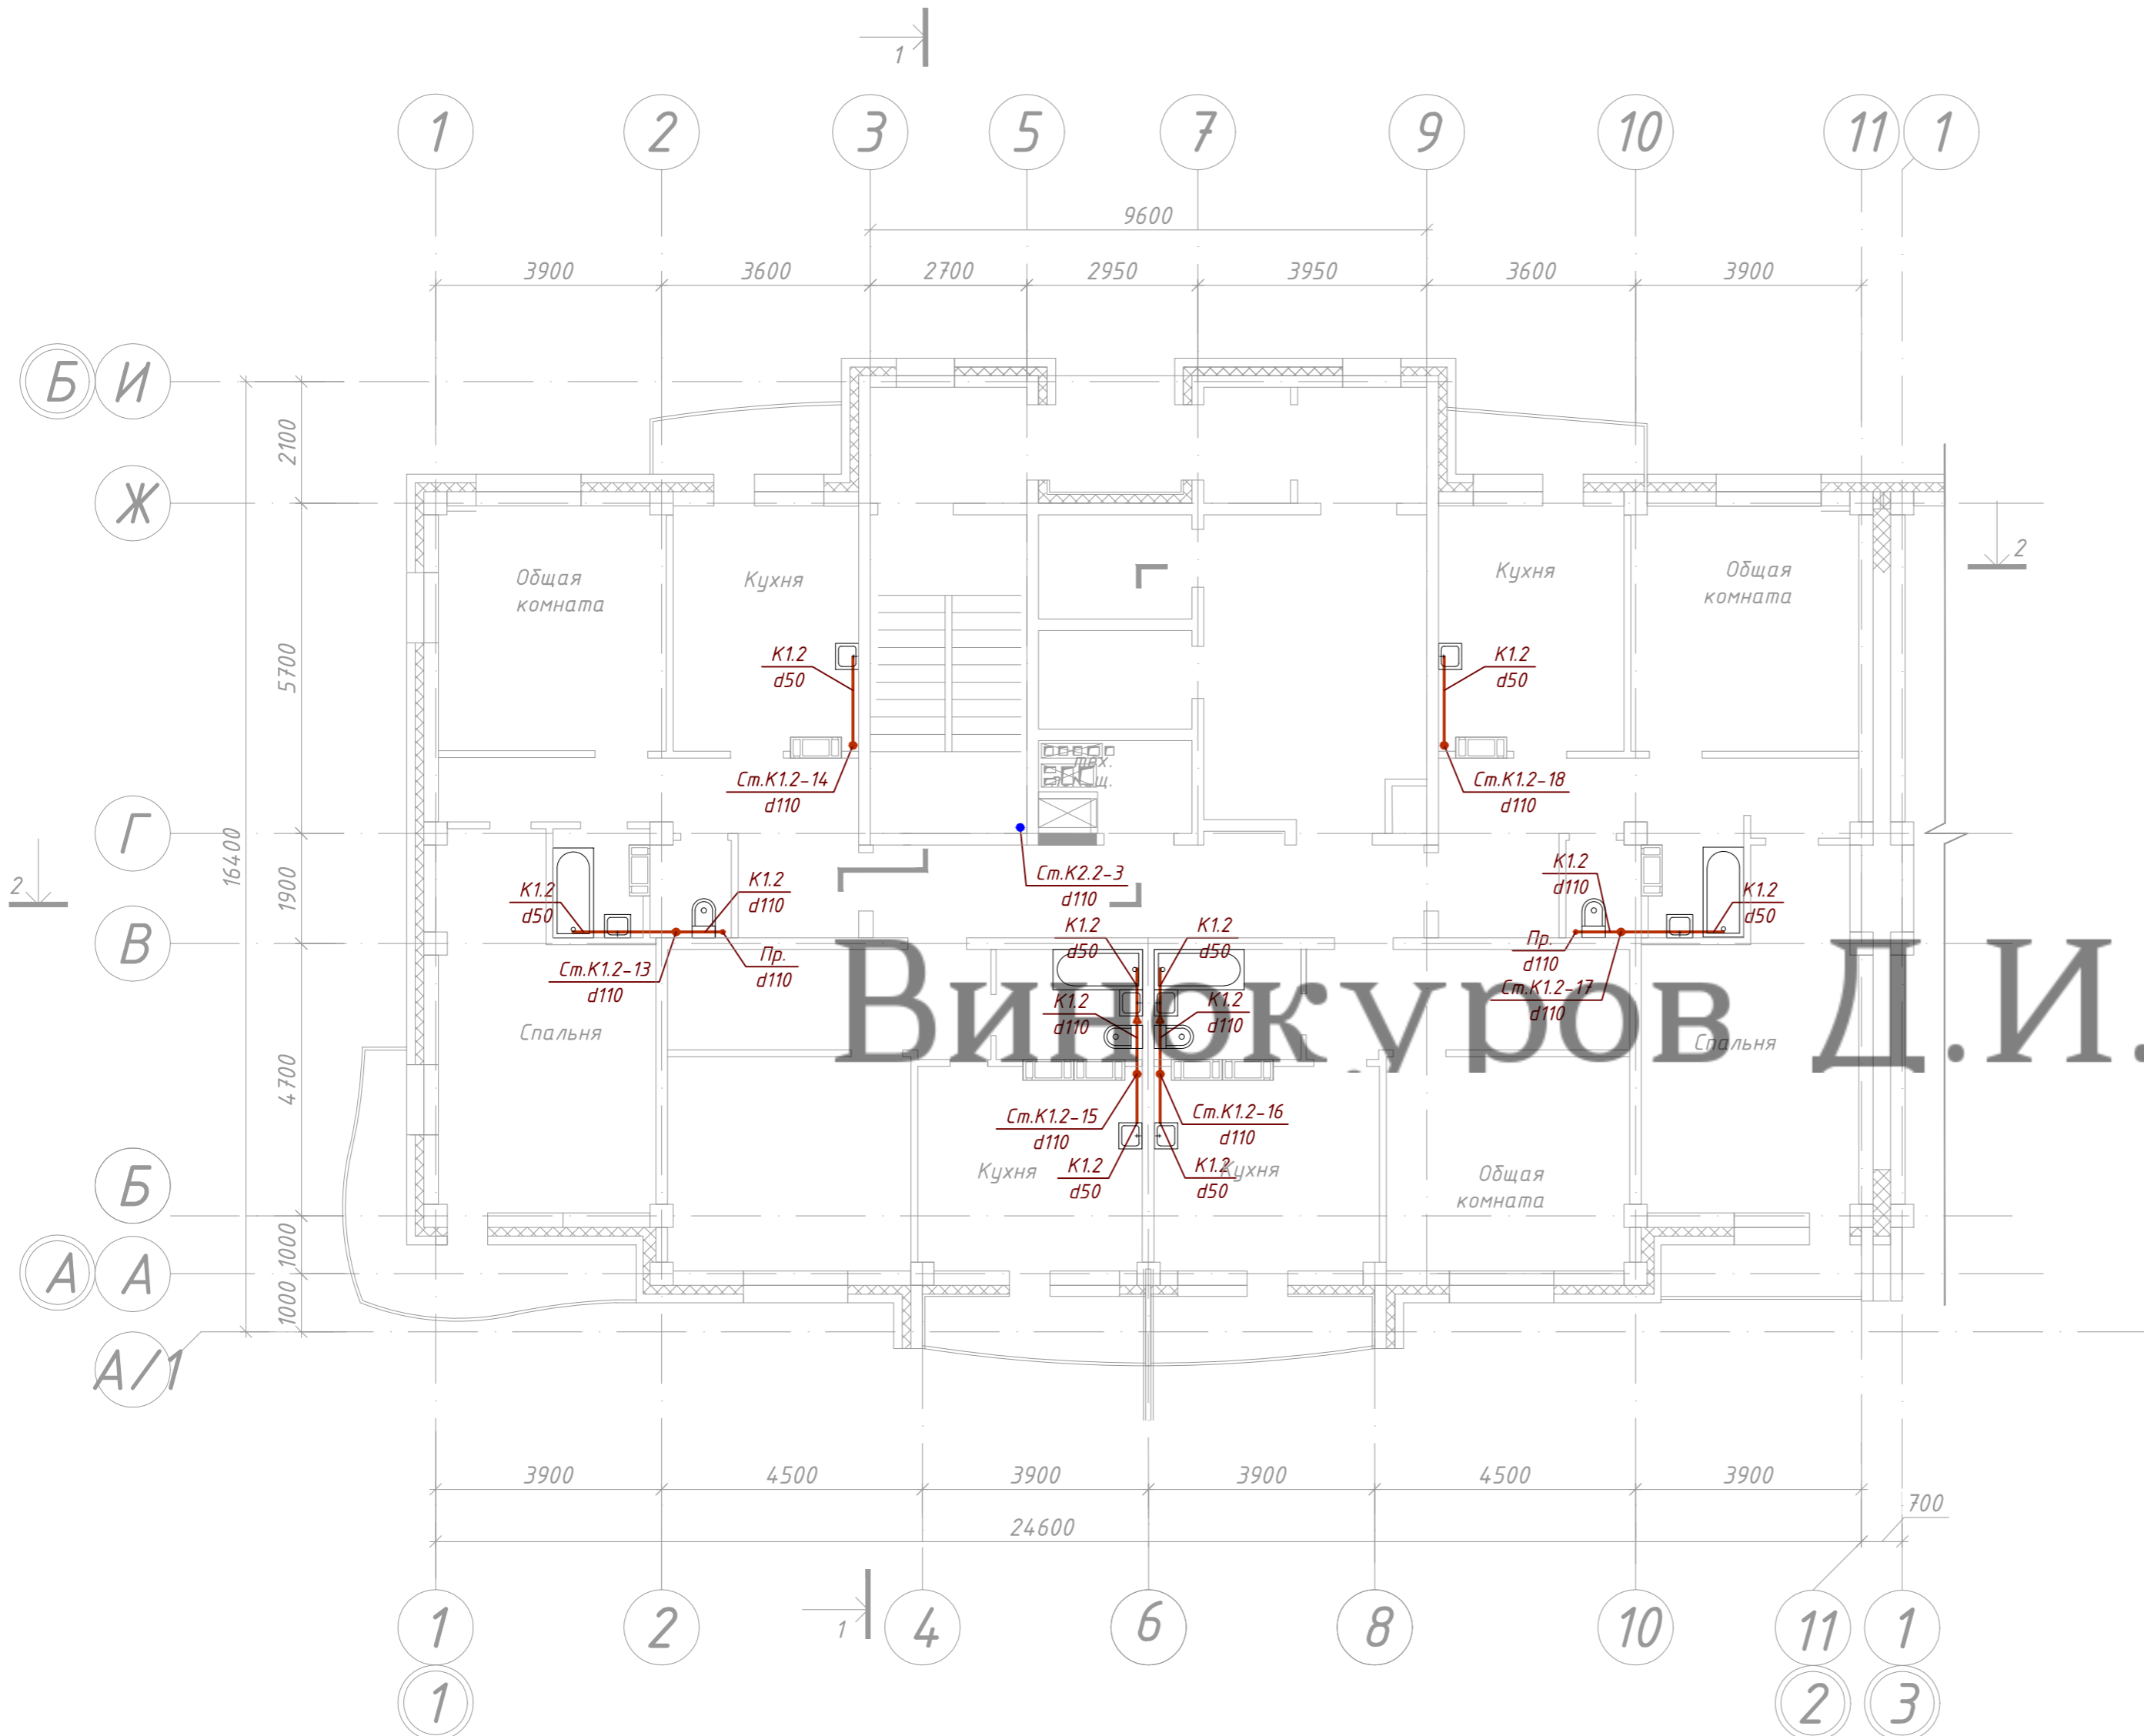 1
1
2
3
5
7
9
10
11
1
9600
3900
3600
2700
2950
3950
3600
3900
Б
И
2100
Ж
5700
Г
16400
1900
В
4700
Б
1000
А
А
1000
А/1
2
2
Общая
комната
Кухня
Кухня
Общая
комната
К1.2
d50
К1.2
d50
Ст.К1.2-14
d110
тех.
Ст.К1.2-18
d110
Ст.К2.2-3
d110
К1.2
d50
К1.2
d110
К1.2
d110
К1.2
d50
Ст.К1.2-13
d110
Пр.
d110
К1.2
d50
К1.2
d50
Пр.
d110
Ст.К1.2-17
d110
К1.2
d110
К1.2
d110
Винокуров Д.И.
Спальня
Спальня
Ст.К1.2-15
d110
Ст.К1.2-16
d110
Кухня
К1.2
d50
К1.2
d50
Кухня
Общая
комната
3900
4500
3900
3900
4500
3900
700
24600
1
1
2
4
6
8
10
11
1
1
2
3